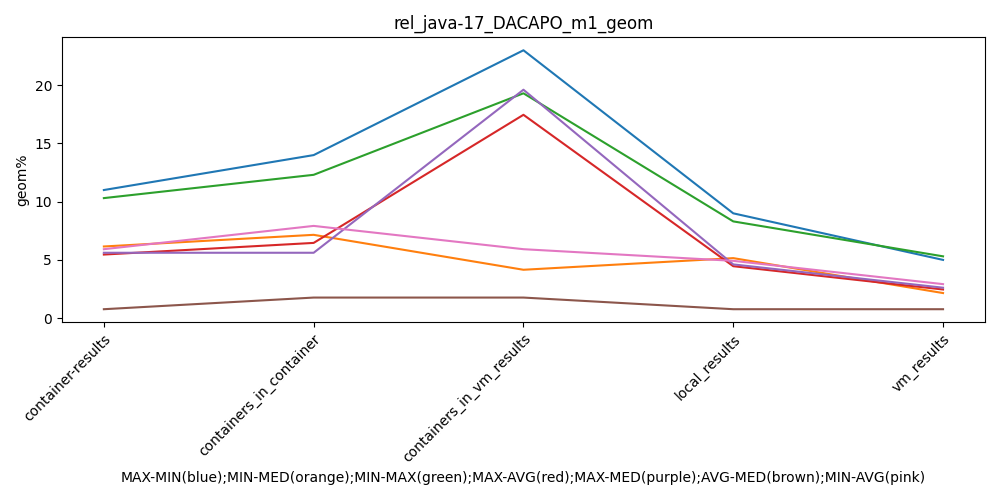 rel_java-17_DACAPO_m1_geom
geom%
20
15
10
5
0
container-results
containers_in_container
containers_in_vm_results
local_results
vm_results
MAX-MIN(blue);MIN-MED(orange);MIN-MAX(green);MAX-AVG(red);MAX-MED(purple);AVG-MED(brown);MIN-AVG(pink)